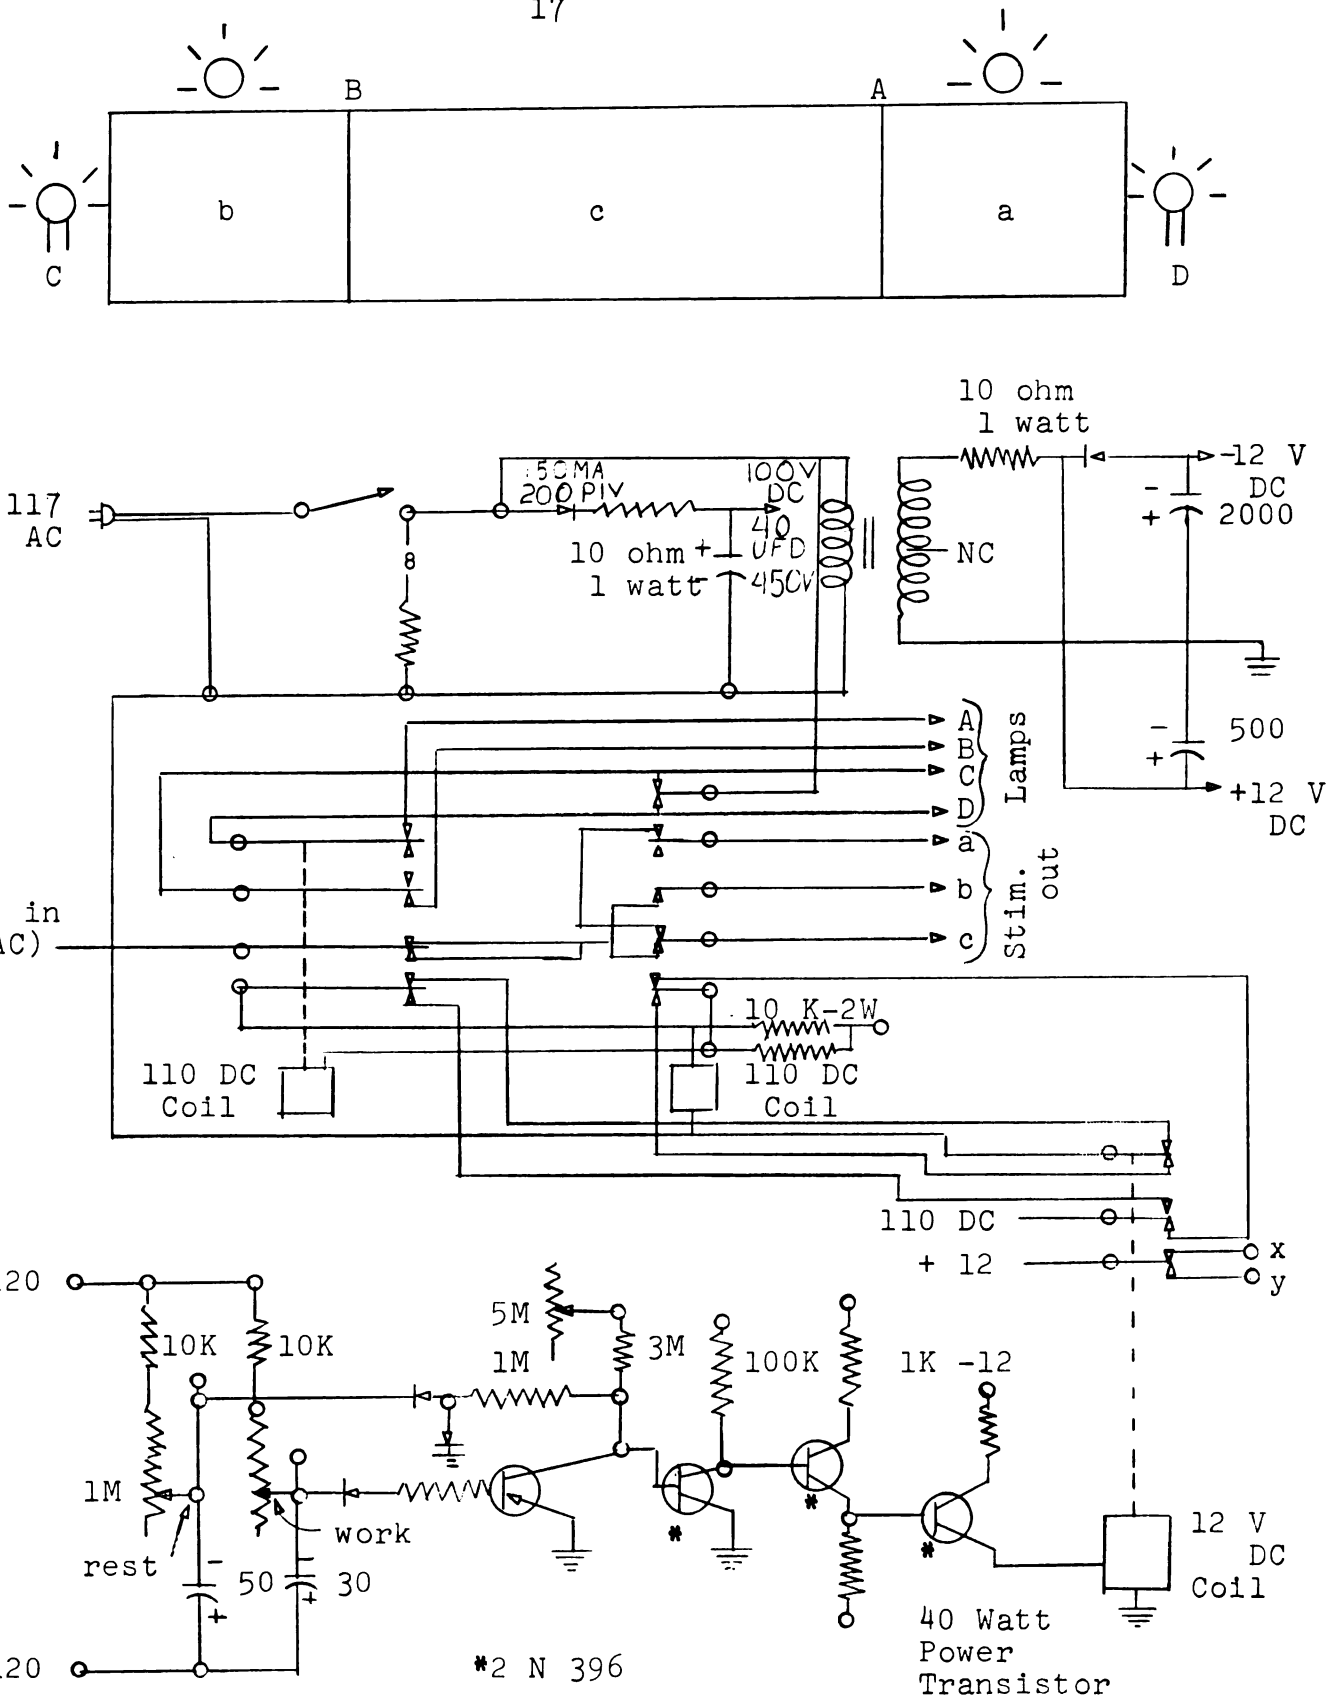 17
B
A
b
c
a
C
D
10 ohm
1 watt
-12 V
DC
2000
117
AC
150MA
200 PIV
100V
DC
40
UFD
450V
10 ohm
1 watt
NC
8
500
+12 V
DC
A
B
C
D
Lamps
a
b
c
Stim.
out
in
AC)
10 K-2W
110 DC
Coil
110 DC
Coil
110 DC
+ 12
x
y
20
10K
10K
5M
1M
3M
100K
1K -12
1M
rest
work
50
30
12 V
DC
Coil
40 Watt
Power
Transistor
20
*2 N 396